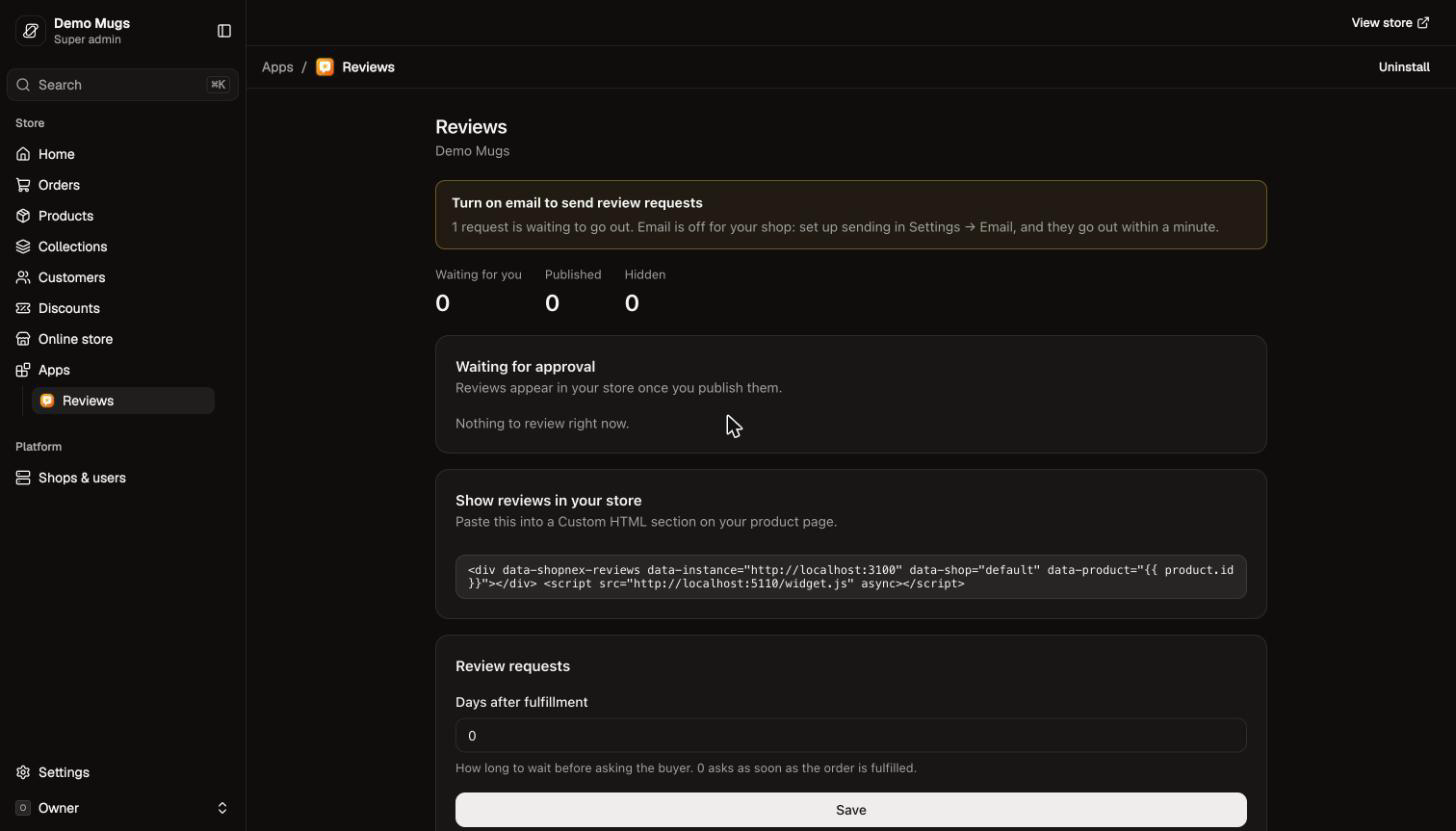 Demo Mugs
Super admin
View store
Search
⌘K
Apps / Reviews
Uninstall
Store
Home
Orders
Products
Collections
Customers
Discounts
Online store
Apps
Reviews
Platform
Shops & users
Settings
O Owner
Reviews
Demo Mugs
Turn on email to send review requests
1 request is waiting to go out. Email is off for your shop: set up sending in Settings → Email, and they go out within a minute.
Waiting for you Published Hidden
0 0 0
Waiting for approval
Reviews appear in your store once you publish them.
Nothing to review right now.
Show reviews in your store
Paste this into a Custom HTML section on your product page.
<div data-shopnex-reviews data-instance="http://localhost:3100" data-shop="default" data-product="{{ product.id
}}"></div> <script src="http://localhost:5110/widget.js" async></script>
Review requests
Days after fulfillment
0
How long to wait before asking the buyer. 0 asks as soon as the order is fulfilled.
Save